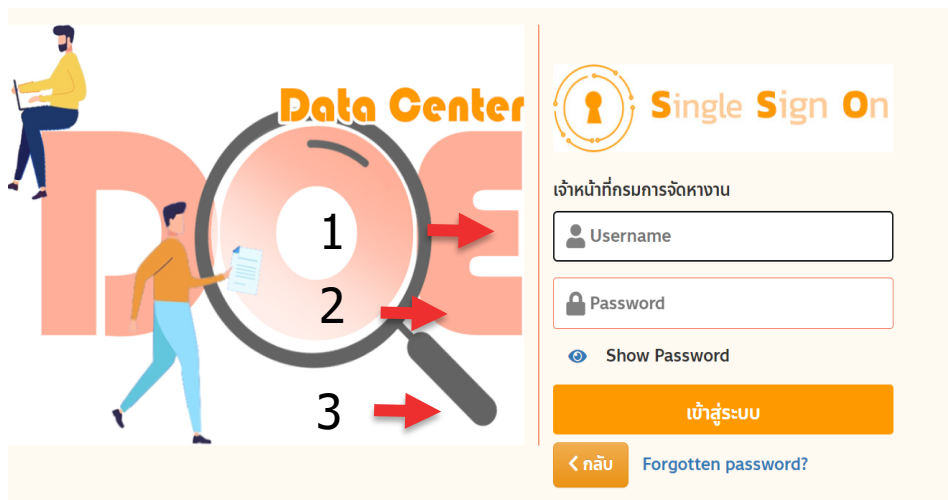 Data Center
DOE
1
2
3
Single Sign On
เจ้าหน้าที่กรมการจัดหางาน
Username
Password
Show Password
เข้าสู่ระบบ
กลับ
Forgotten password?